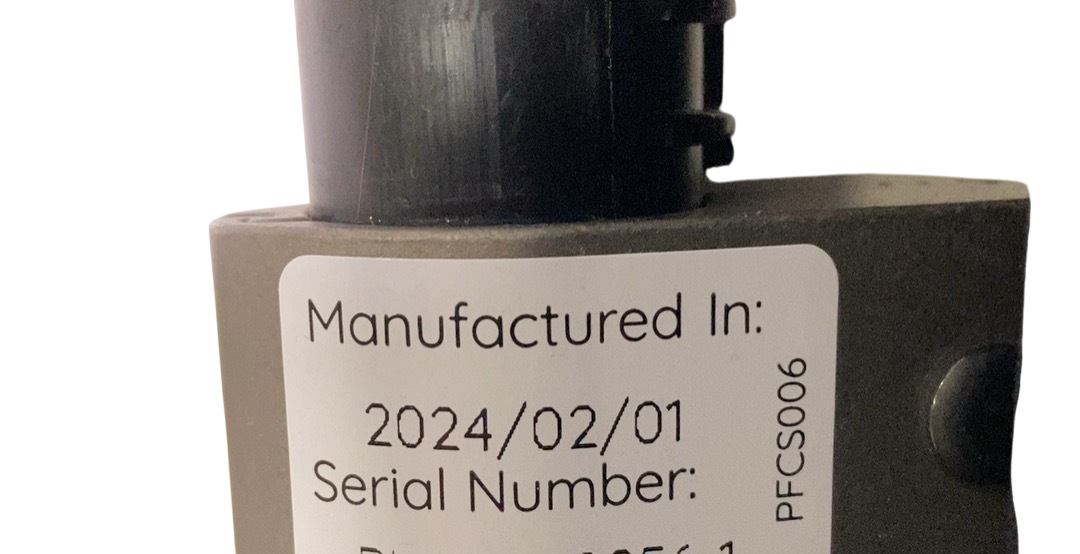 Manufactured In:
2024/02/01
Serial Number:
PFCS006